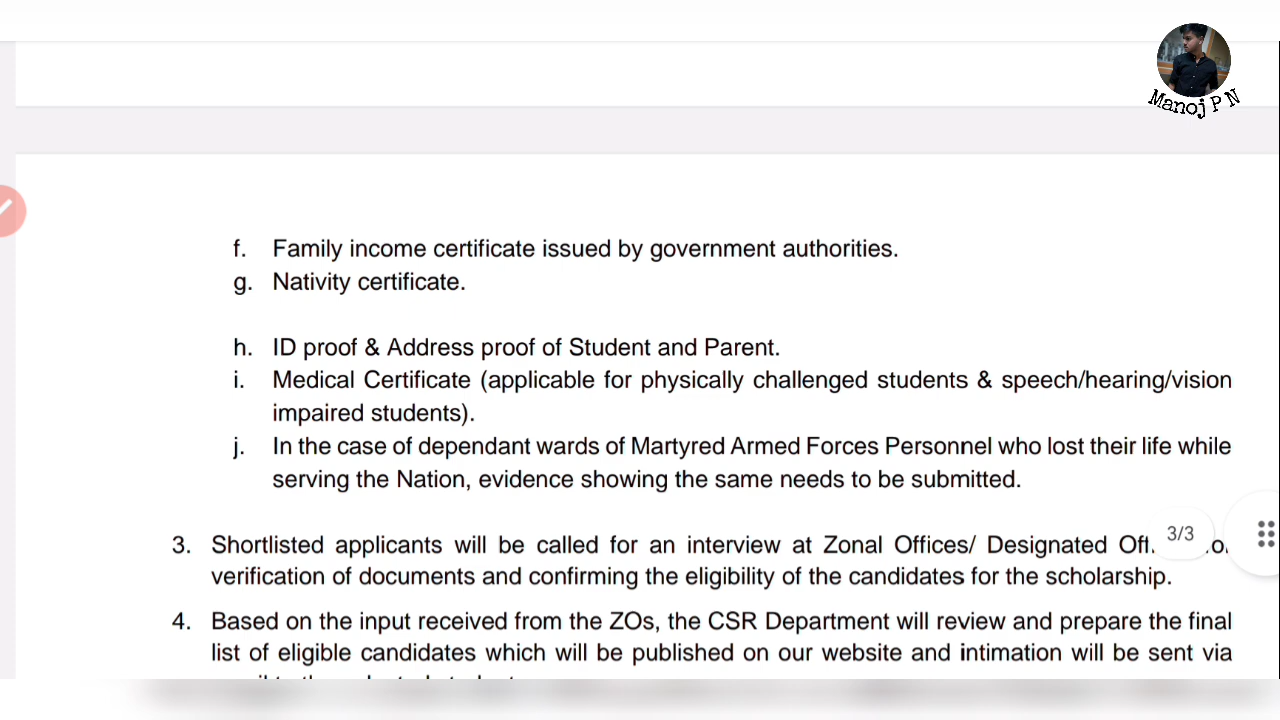 Manoj P N
f. Family income certificate issued by government authorities.
g. Nativity certificate.
h. ID proof & Address proof of Student and Parent.
i. Medical Certificate (applicable for physically challenged students & speech/hearing/vision
impaired students).
j. In the case of dependant wards of Martyred Armed Forces Personnel who lost their life while
serving the Nation, evidence showing the same needs to be submitted.
3/3
3. Shortlisted applicants will be called for an interview at Zonal Offices/ Designated
verification of documents and confirming the eligibility of the candidates for the scholarship.
4. Based on the input received from the ZOs, the CSR Department will review and prepare the final
list of eligible candidates which will be published on our website and intimation will be sent via